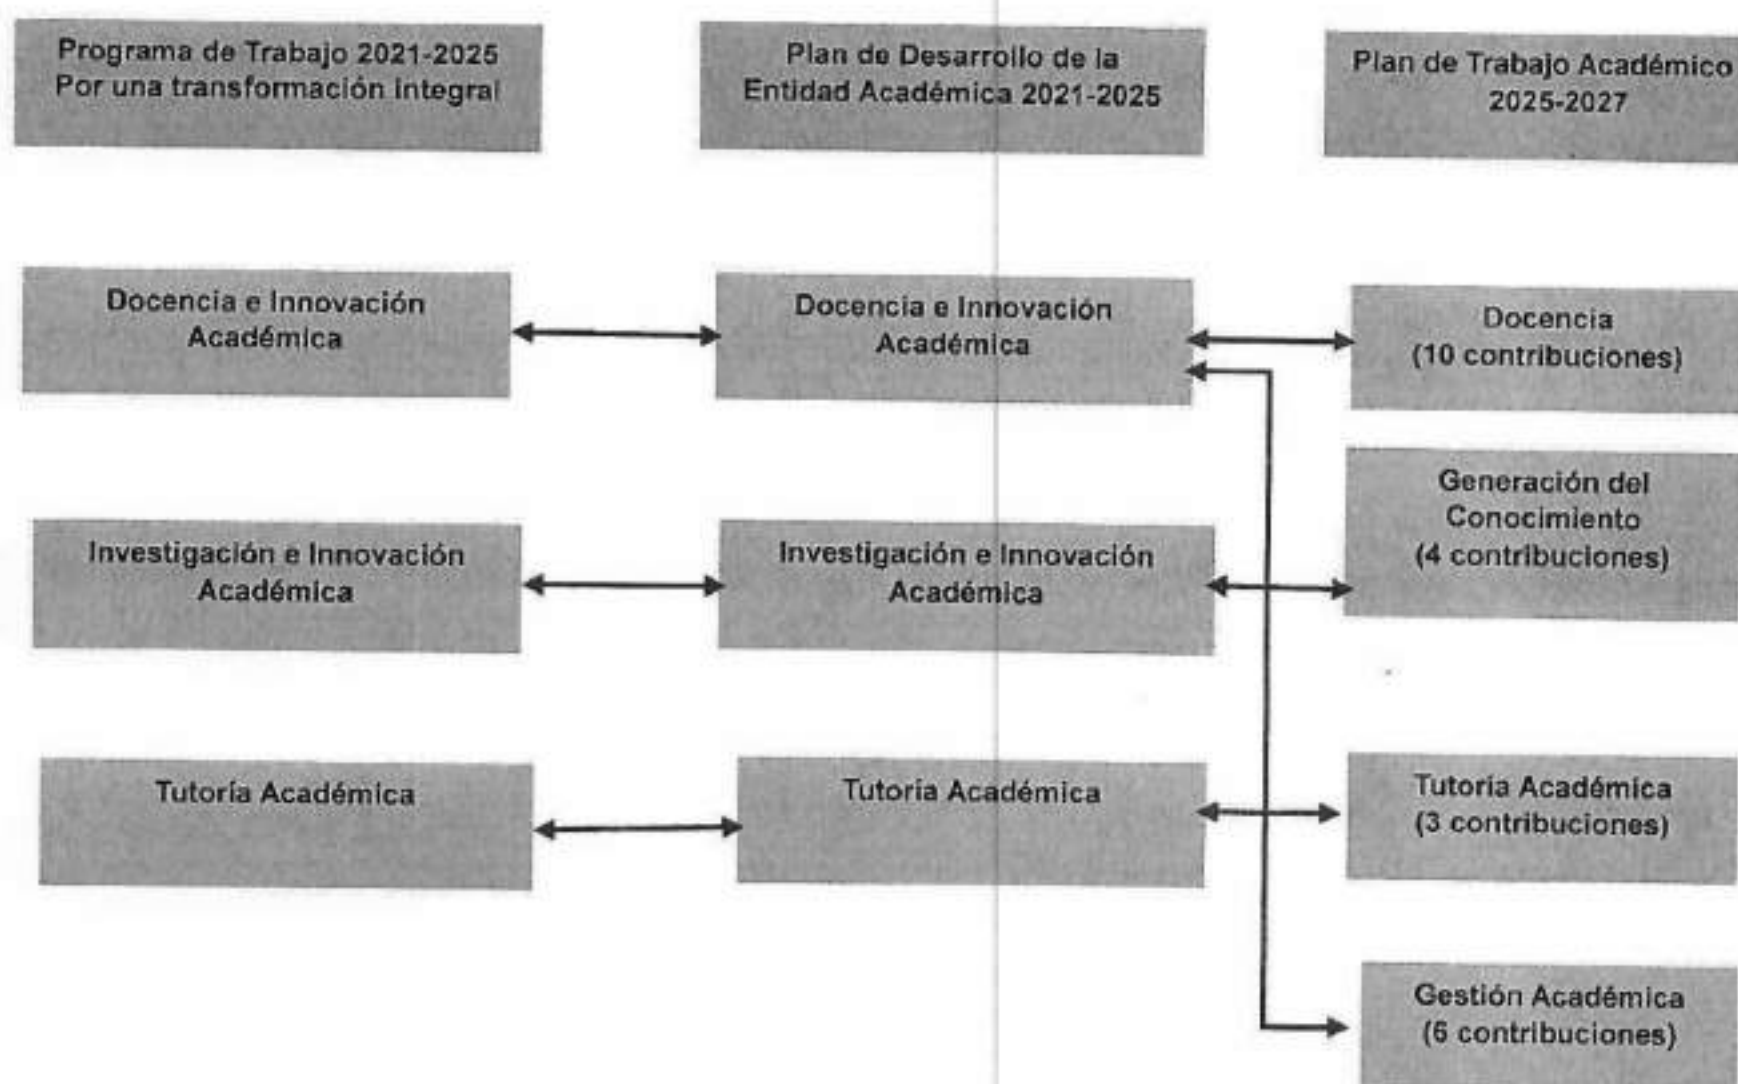 Programa de Trabajo 2021-2025
Por una transformación integral
Plan de Desarrollo de la
Entidad Académica 2021-2025
Plan de Trabajo Académico
2025-2027
Docencia e Innovación
Académica
Docencia e Innovación
Académica
Docencia
(10 contribuciones)
Investigación e Innovación
Académica
Investigación e Innovación
Académica
Generación del
Conocimiento
(4 contribuciones)
Tutoría Académica
Tutoría Académica
Tutoría Académica
(3 contribuciones)
Gestión Académica
(6 contribuciones)